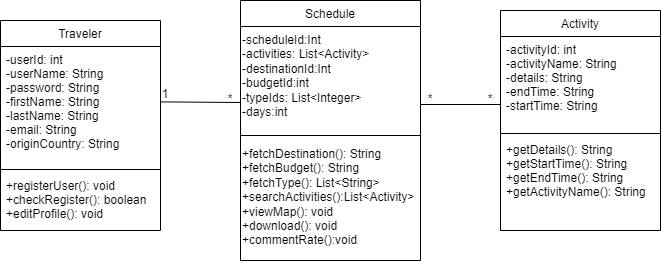 Traveler
-userId: int
-userName: String
-password: String
-firstName: String
-lastName: String
-email: String
-originCountry: String
+registerUser(): void
+checkRegister(): boolean
+editProfile(): void
1
*
Schedule
-scheduleId:Int
-activities: List<Activity>
-destinationId:Int
-budgetId:int
-typeIds: List<Integer>
-days:int
+fetchDestination(): String
+fetchBudget(): String
+fetchType(): List<String>
+searchActivities():List<Activity>
+viewMap(): void
+download(): void
+commentRate():void
*
*
Activity
-activityId: int
-activityName: String
-details: String
-endTime: String
-startTime: String
+getDetails(): String
+getStartTime(): String
+getEndTime(): String
+getActivityName(): String